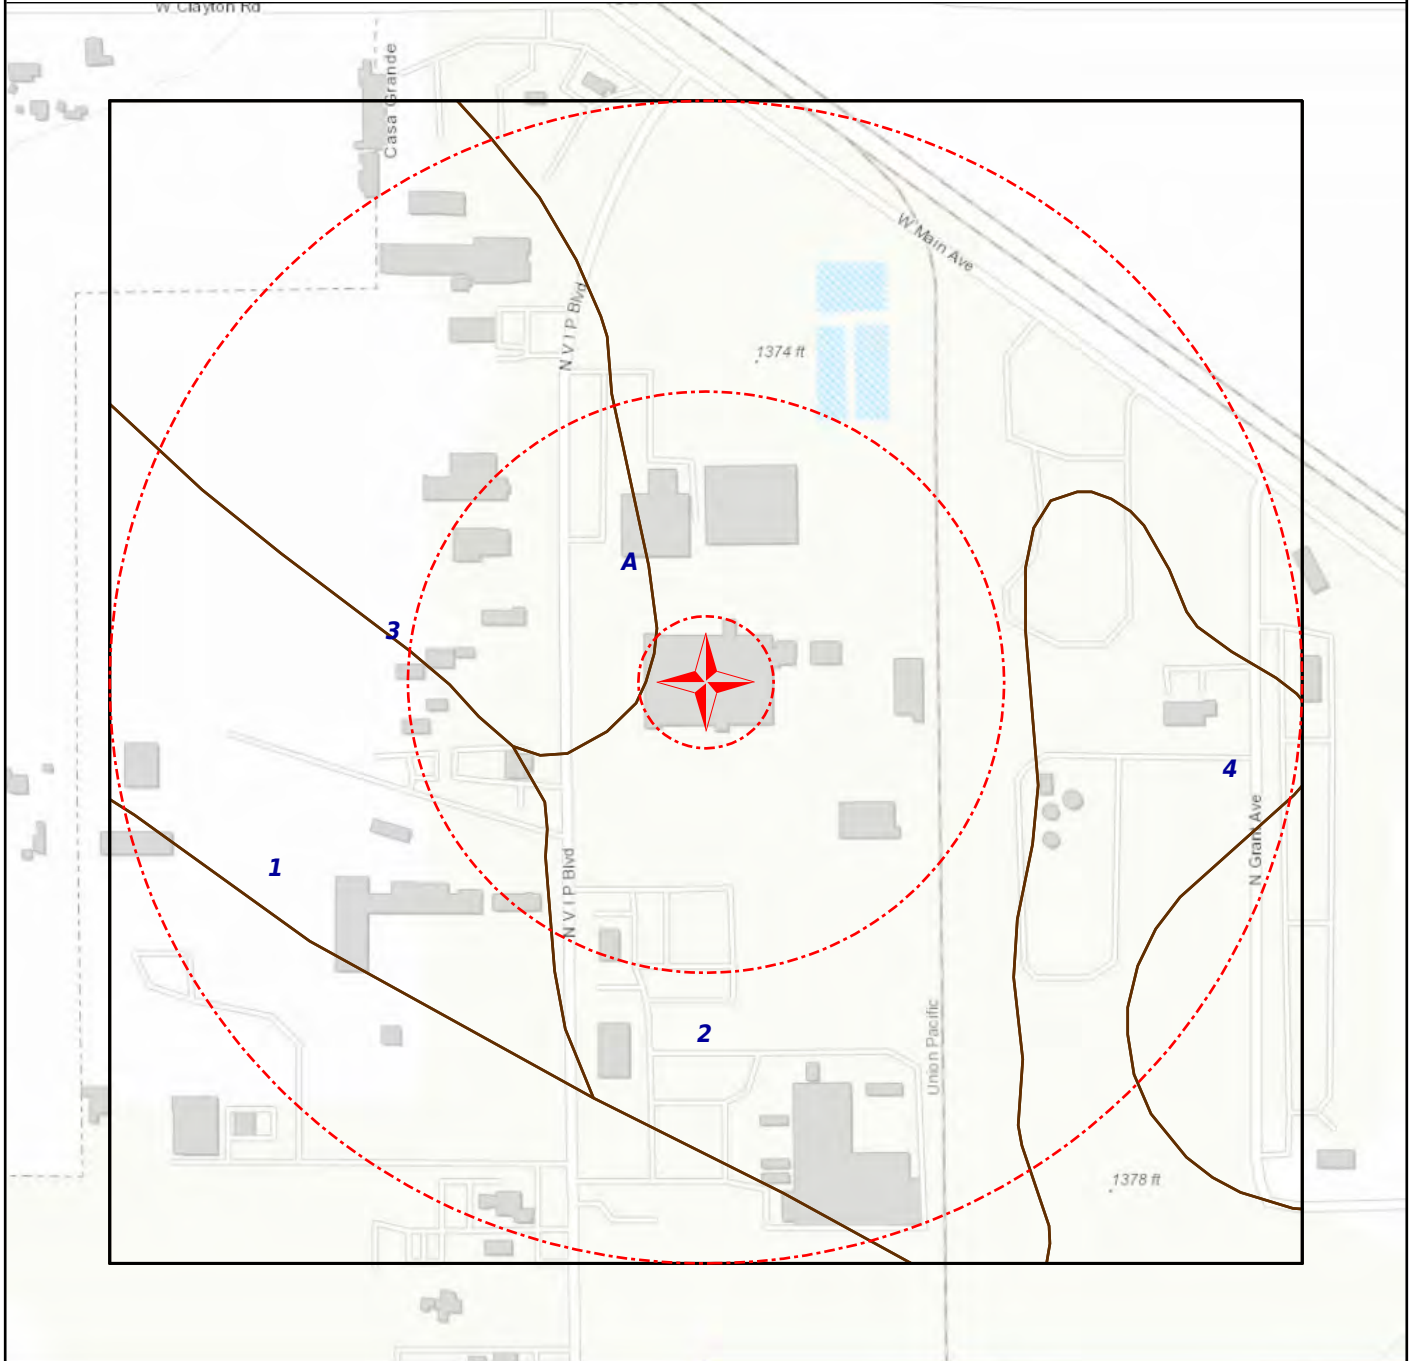 W Clayton Rd
Casa Grande
W Main Ave
N V I P Blvd
1374 ft
A
3
4
1
N Grant Ave
N V I P Blvd
2
Union Pacific
1378 ft